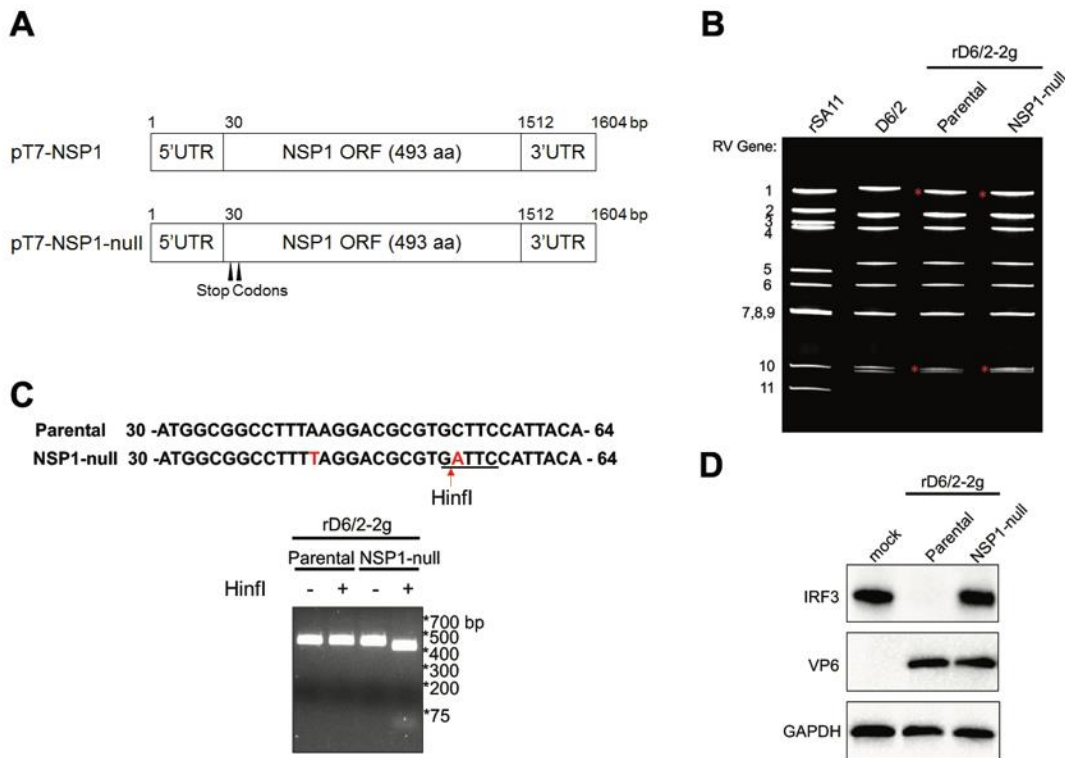 A
1 30 1512 1604 bp
pT7-NSP1 5'UTR NSP1 ORF (493 aa) 3'UTR
1 30 1512 1604 bp
pT7-NSP1-null 5'UTR NSP1 ORF (493 aa) 3'UTR
Stop Codons
B
rD6/2-2g
rSA11 D6/2 Parental NSP1-null
RV Gene:
1
2
3
4
5
6
7,8,9
10
11
C
Parental 30 -ATGGCGGCCTTTAAGGACGCGTGCTTCCATTACA- 64
NSP1-null 30 -ATGGCGGCCTTTTAGGACGCGTGATTCCATTACA- 64
HinfI
rD6/2-2g
Parental NSP1-null
HinfI - + - +
*700 bp
*500
*400
*300
*200
*75
D
rD6/2-2g
mock Parental NSP1-null
IRF3
VP6
GAPDH